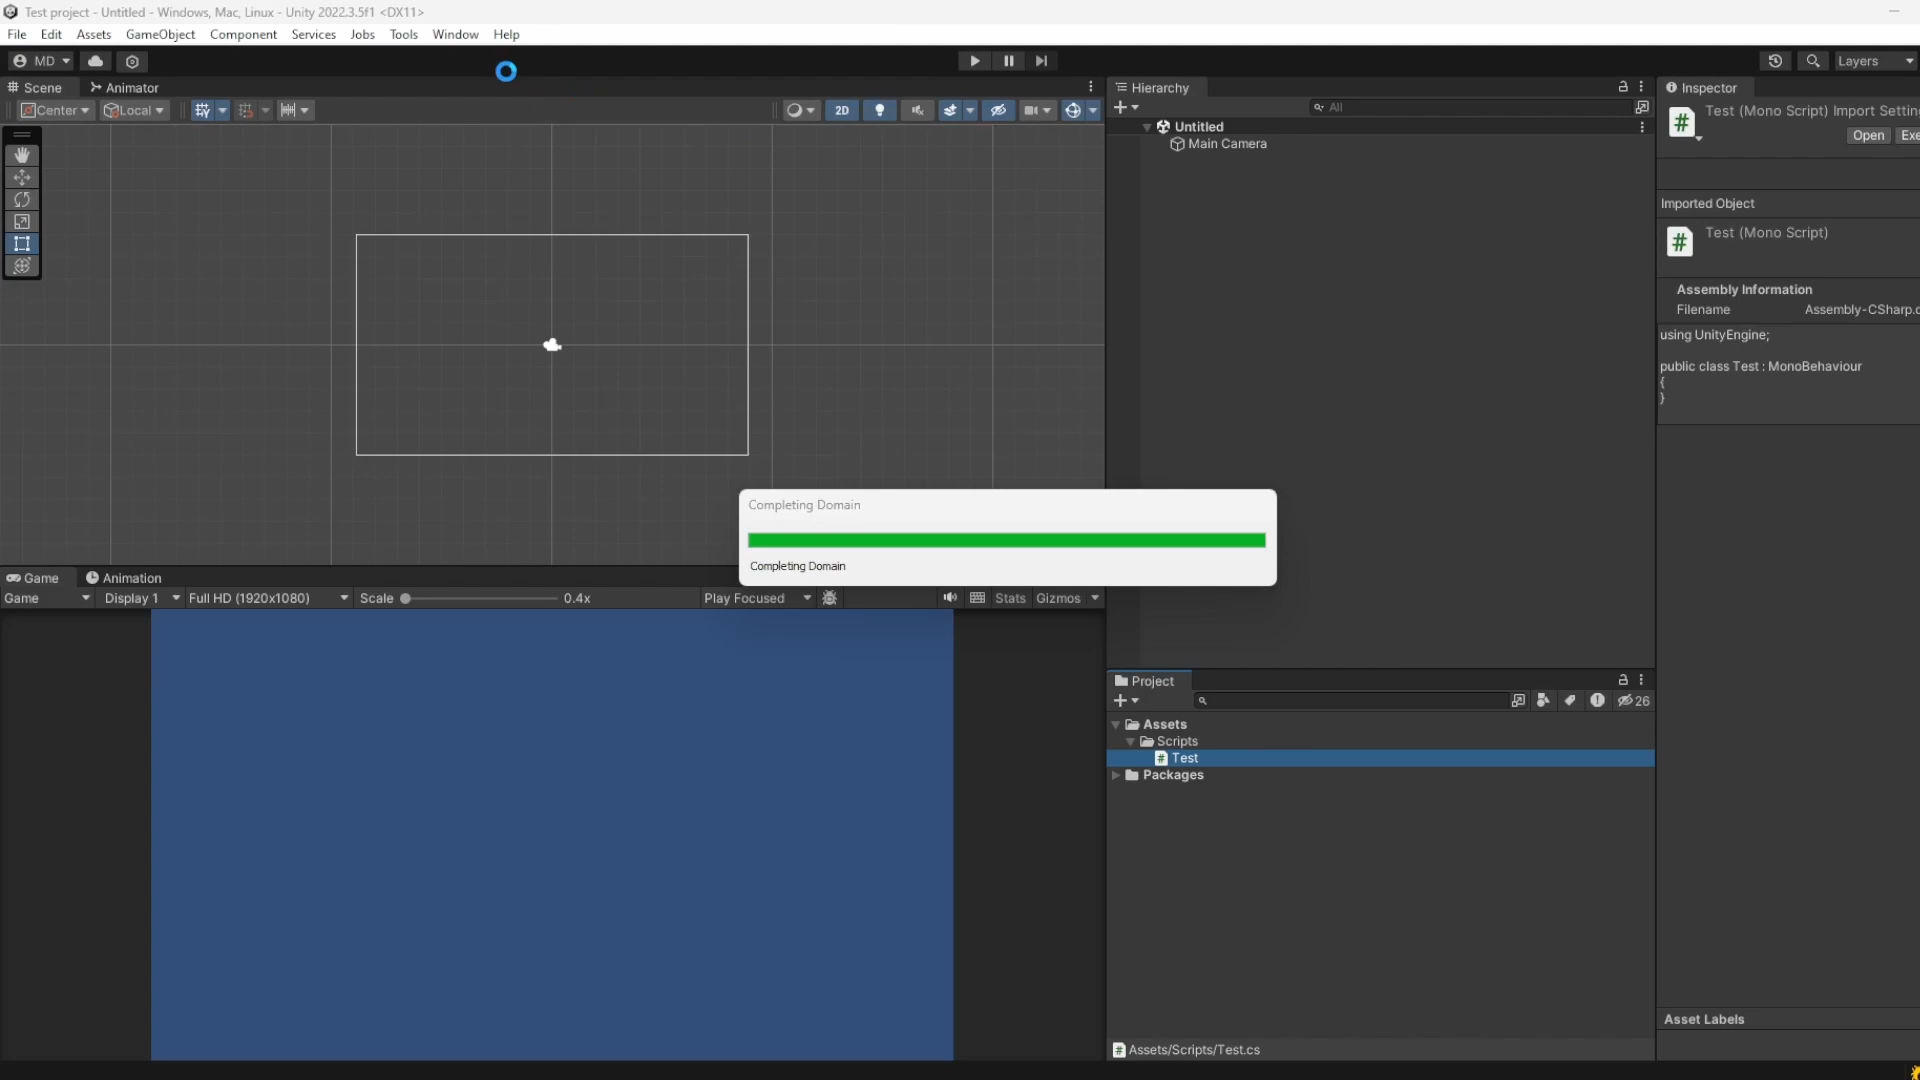 Test project - Untitled - Windows, Mac, Linux - Unity 2022.3.5f1 <DX11>
File Edit Assets GameObject Component Services Jobs Tools Window Help
MD Layers
Scene Animator
Center Local 2D
Hierarchy
All
Untitled
Main Camera
Inspector
Test (Mono Script) Import Settin
Open Exe
Imported Object
Test (Mono Script)
Assembly Information
Filename Assembly-CSharp.d
using UnityEngine;
public class Test : MonoBehaviour
{
}
Completing Domain
Completing Domain
Game Animation
Game Display 1 Full HD (1920x1080) Scale 0.4x Play Focused Stats Gizmos
Project
26
Assets
Scripts
# Test
Packages
Assets/Scripts/Test.cs
Asset Labels